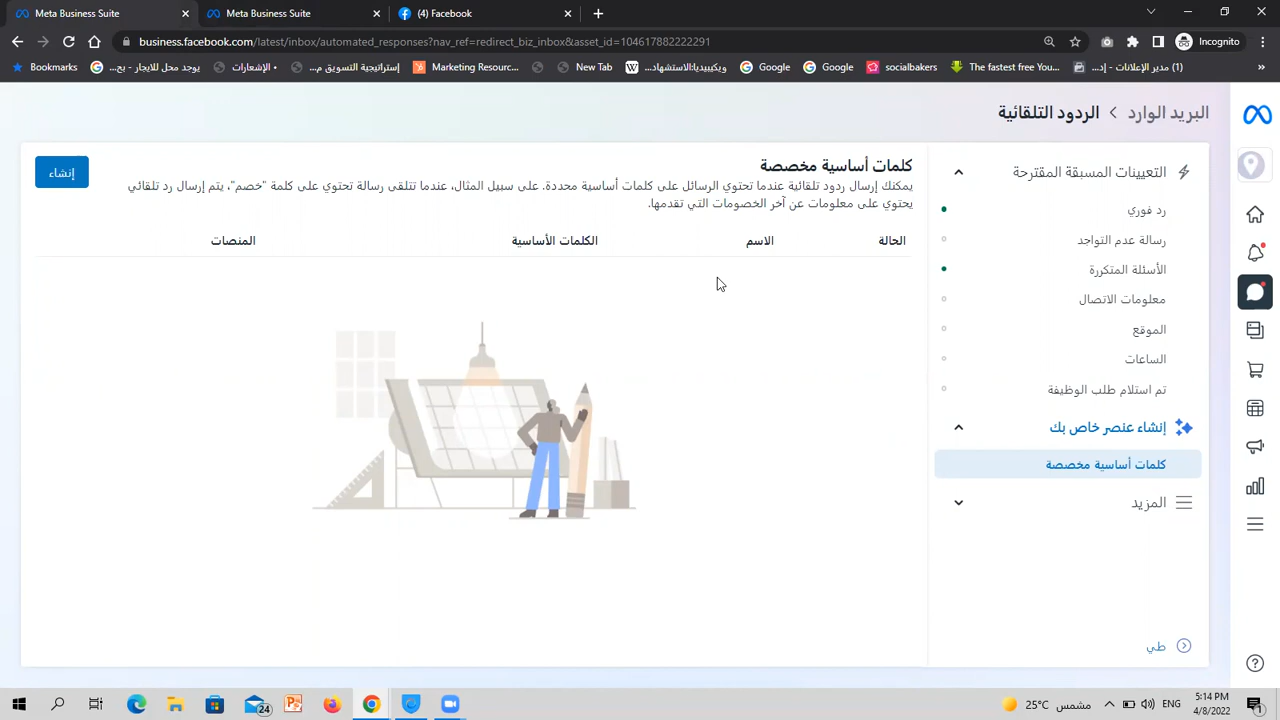 Meta Business Suite
Meta Business Suite
(4) Facebook
business.facebook.com/latest/inbox/automated_responses?nav_ref=redirect_biz_inbox&asset_id=104617882222291
Incognito
Bookmarks
يوجد محل للايجار - بج...
الإشعارات •
إستراتيجية التسويق م...
Marketing Resourc...
New Tab
ويكيبيديا:الاستشهاد...
Google
Google
socialbakers
The fastest free You...
(1) مدير الإعلانات - إد...
البريد الوارد
الردود التلقائية
التعيينات المسبقة المقترحة
رد فوري
رسالة عدم التواجد
الأسئلة المتكررة
معلومات الاتصال
الموقع
الساعات
تم استلام طلب الوظيفة
إنشاء عنصر خاص بك
كلمات أساسية مخصصة
المزيد
طي
كلمات أساسية مخصصة
يمكنك إرسال ردود تلقائية عندما تحتوي الرسائل على كلمات أساسية محددة. على سبيل المثال، عندما تتلقى رسالة تحتوي على كلمة "خصم"، يتم إرسال رد تلقائي
يحتوي على معلومات عن آخر الخصومات التي تقدمها.
إنشاء
الحالة
الاسم
الكلمات الأساسية
المنصات
24
25°C مشمس
ENG
5:14 PM
4/8/2022
1